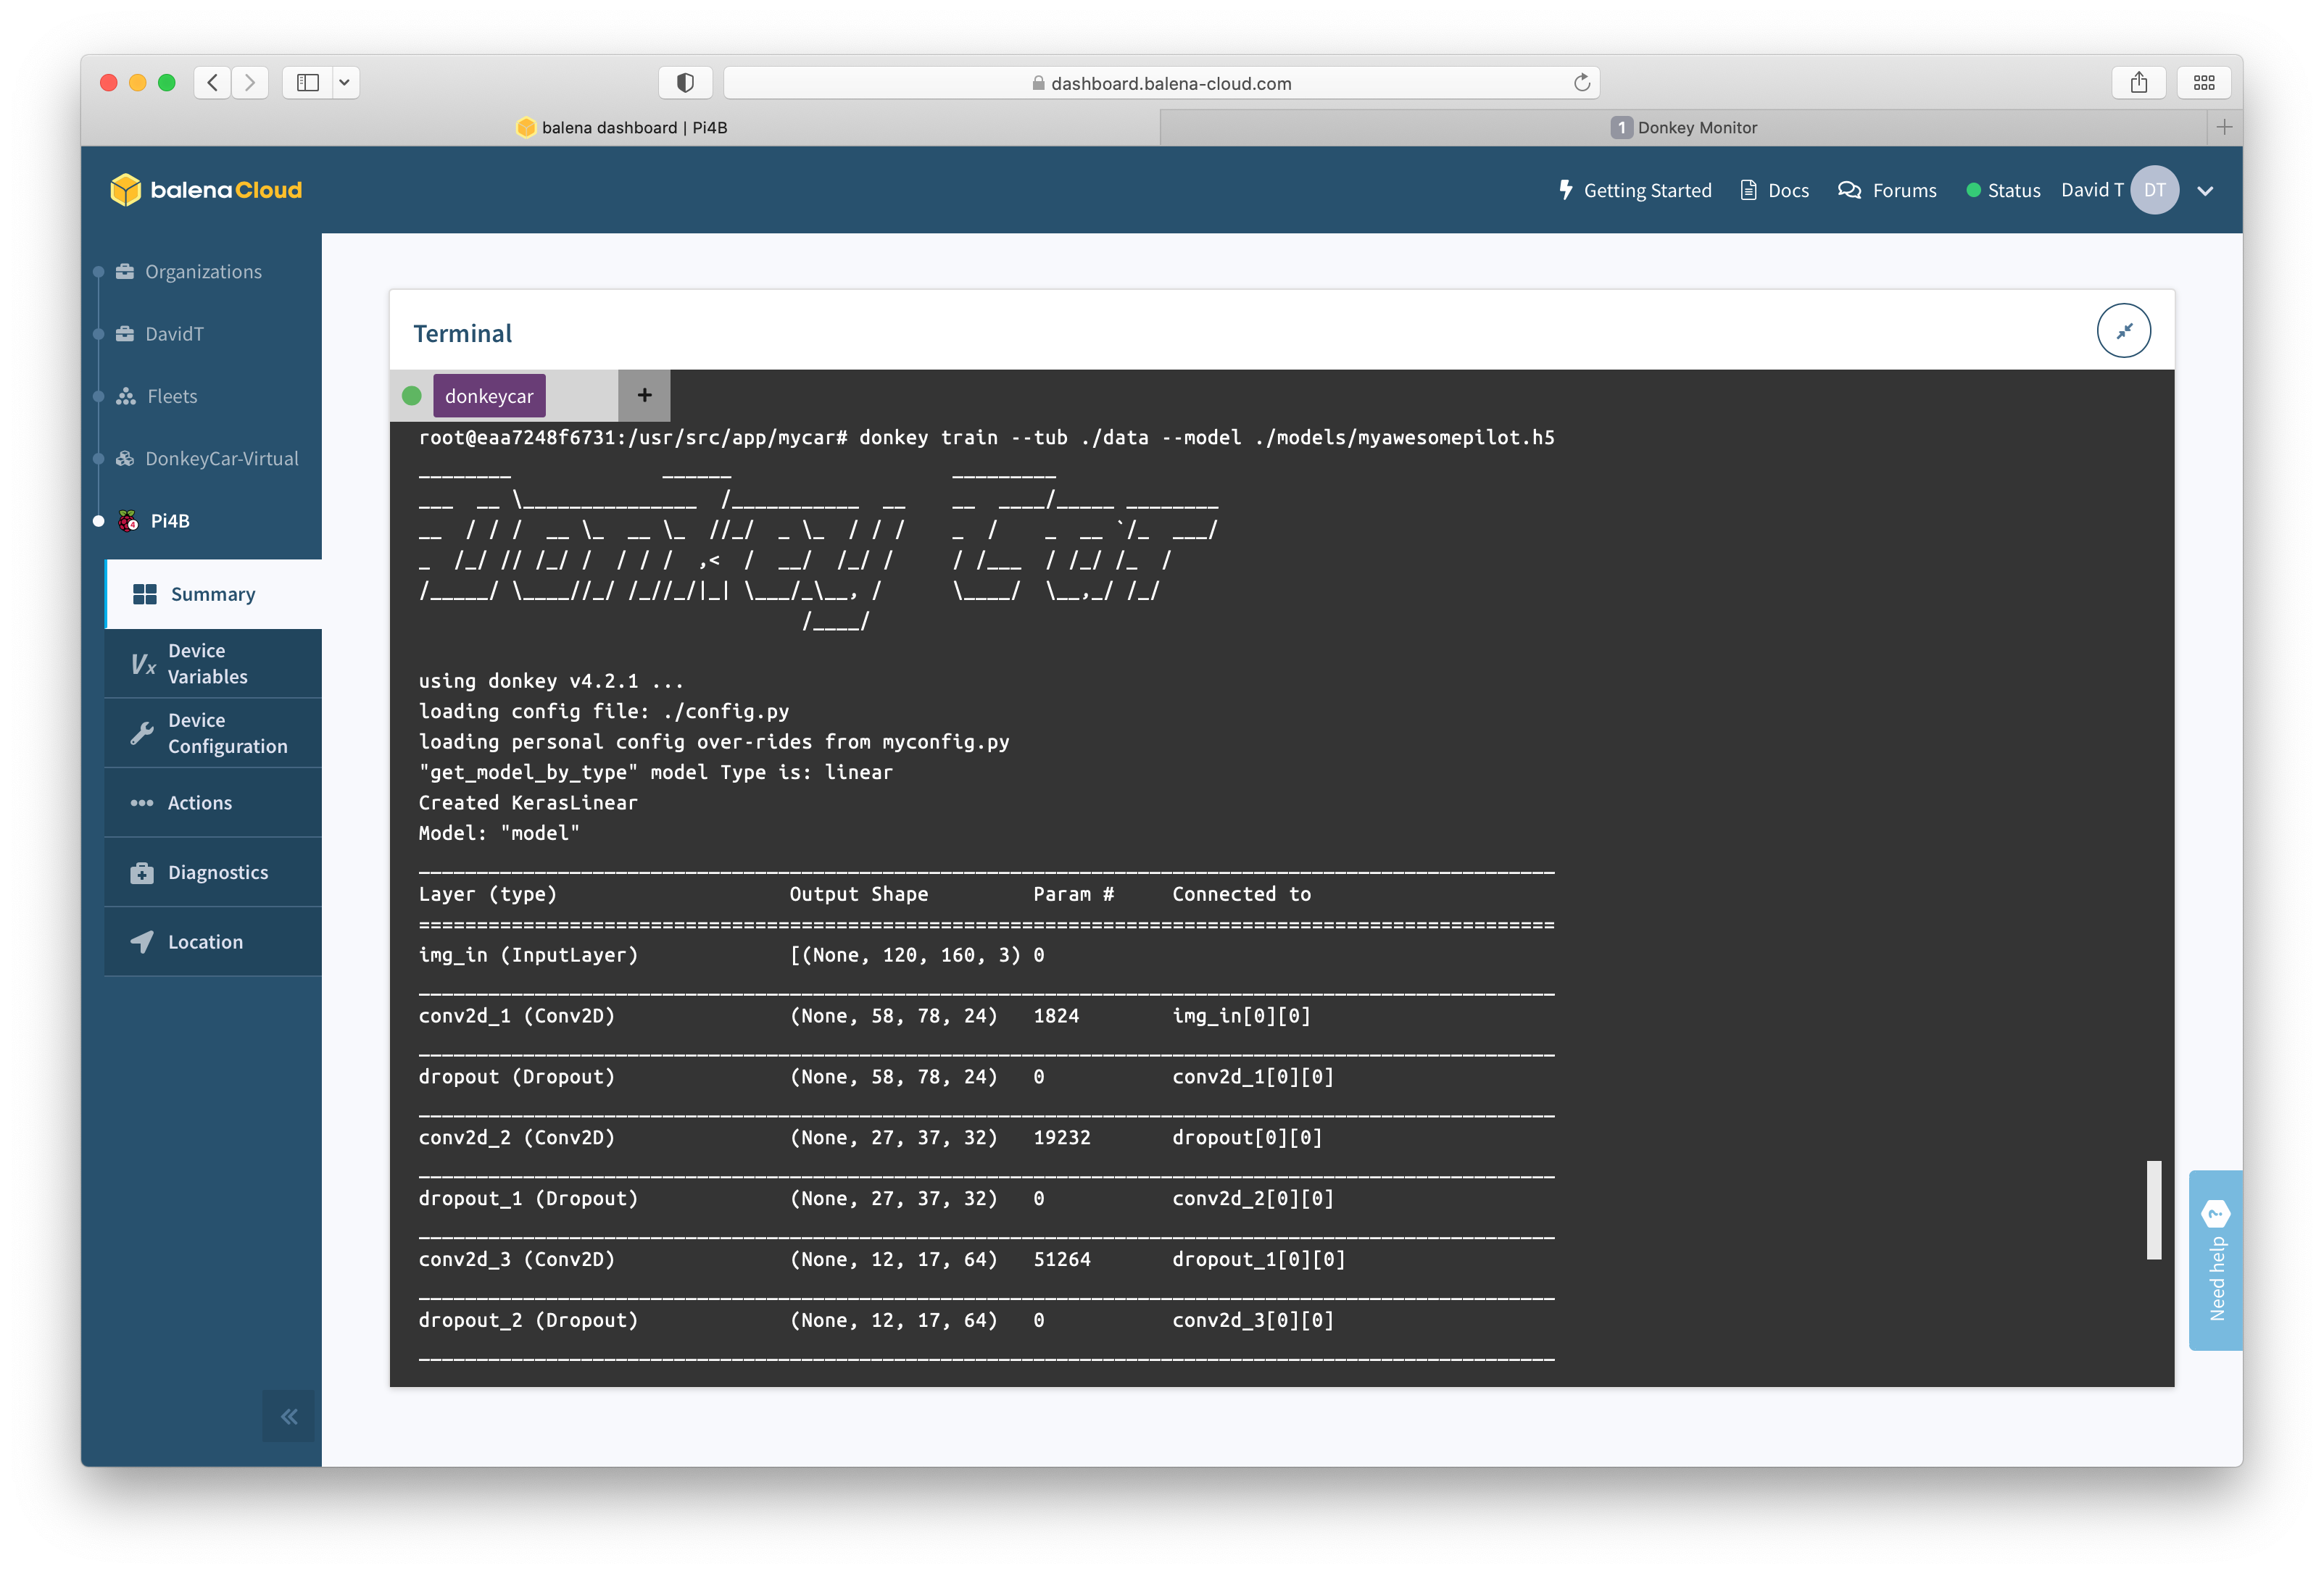 dashboard.balena-cloud.com
balena dashboard | Pi4B
1 Donkey Monitor
balenaCloud
Getting Started
Docs
Forums
Status
David T
DT
Organizations
DavidT
Fleets
DonkeyCar-Virtual
Pi4B
Summary
Vx Device
Variables
Device
Configuration
Actions
Diagnostics
Location
Terminal
donkeycar
+
root@eaa7248f6731:/usr/src/app/mycar# donkey train --tub ./data --model ./models/myawesomepilot.h5
donkey car
using donkey v4.2.1 ...
loading config file: ./config.py
loading personal config over-rides from myconfig.py
"get_model_by_type" model Type is: linear
Created KerasLinear
Model: "model"
Layer (type) Output Shape Param # Connected to
img_in (InputLayer) [(None, 120, 160, 3) 0
conv2d_1 (Conv2D) (None, 58, 78, 24) 1824 img_in[0][0]
dropout (Dropout) (None, 58, 78, 24) 0 conv2d_1[0][0]
conv2d_2 (Conv2D) (None, 27, 37, 32) 19232 dropout[0][0]
dropout_1 (Dropout) (None, 27, 37, 32) 0 conv2d_2[0][0]
conv2d_3 (Conv2D) (None, 12, 17, 64) 51264 dropout_1[0][0]
dropout_2 (Dropout) (None, 12, 17, 64) 0 conv2d_3[0][0]
Need help ?